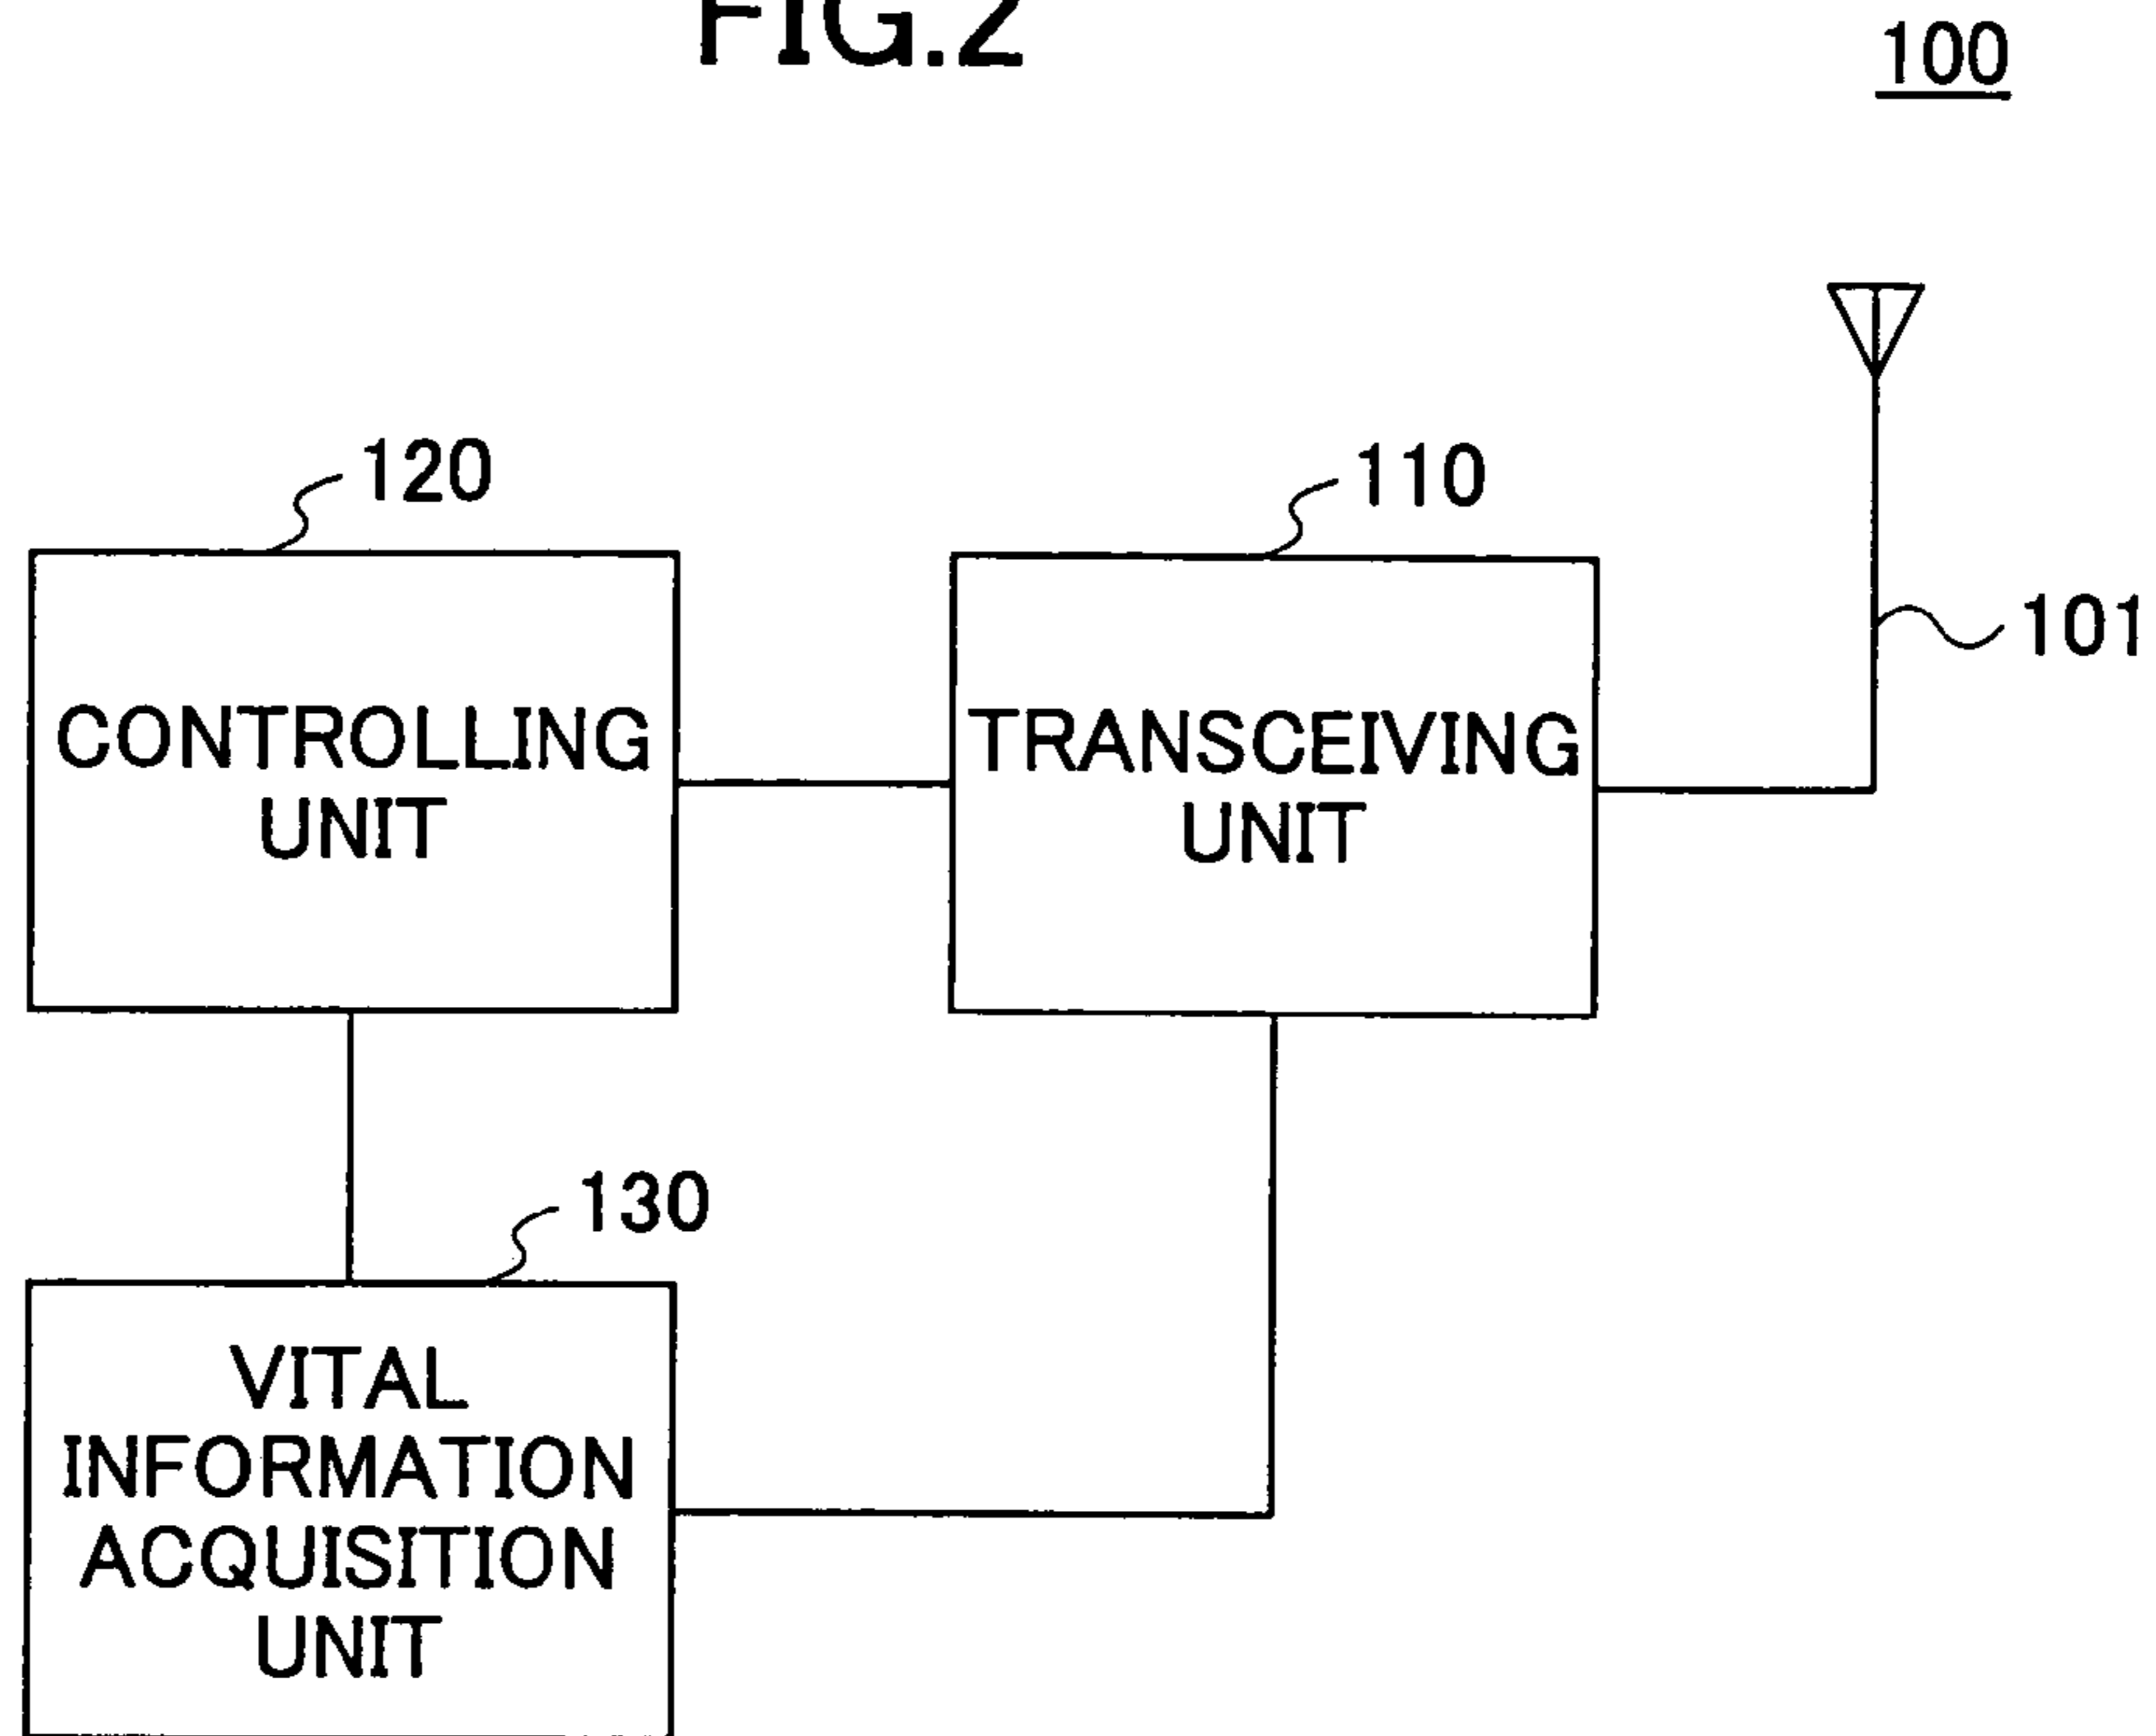 FIG.2
100
120
110
101
CONTROLLING
UNIT
TRANSCEIVING
UNIT
130
VITAL
INFORMATION
ACQUISITION
UNIT